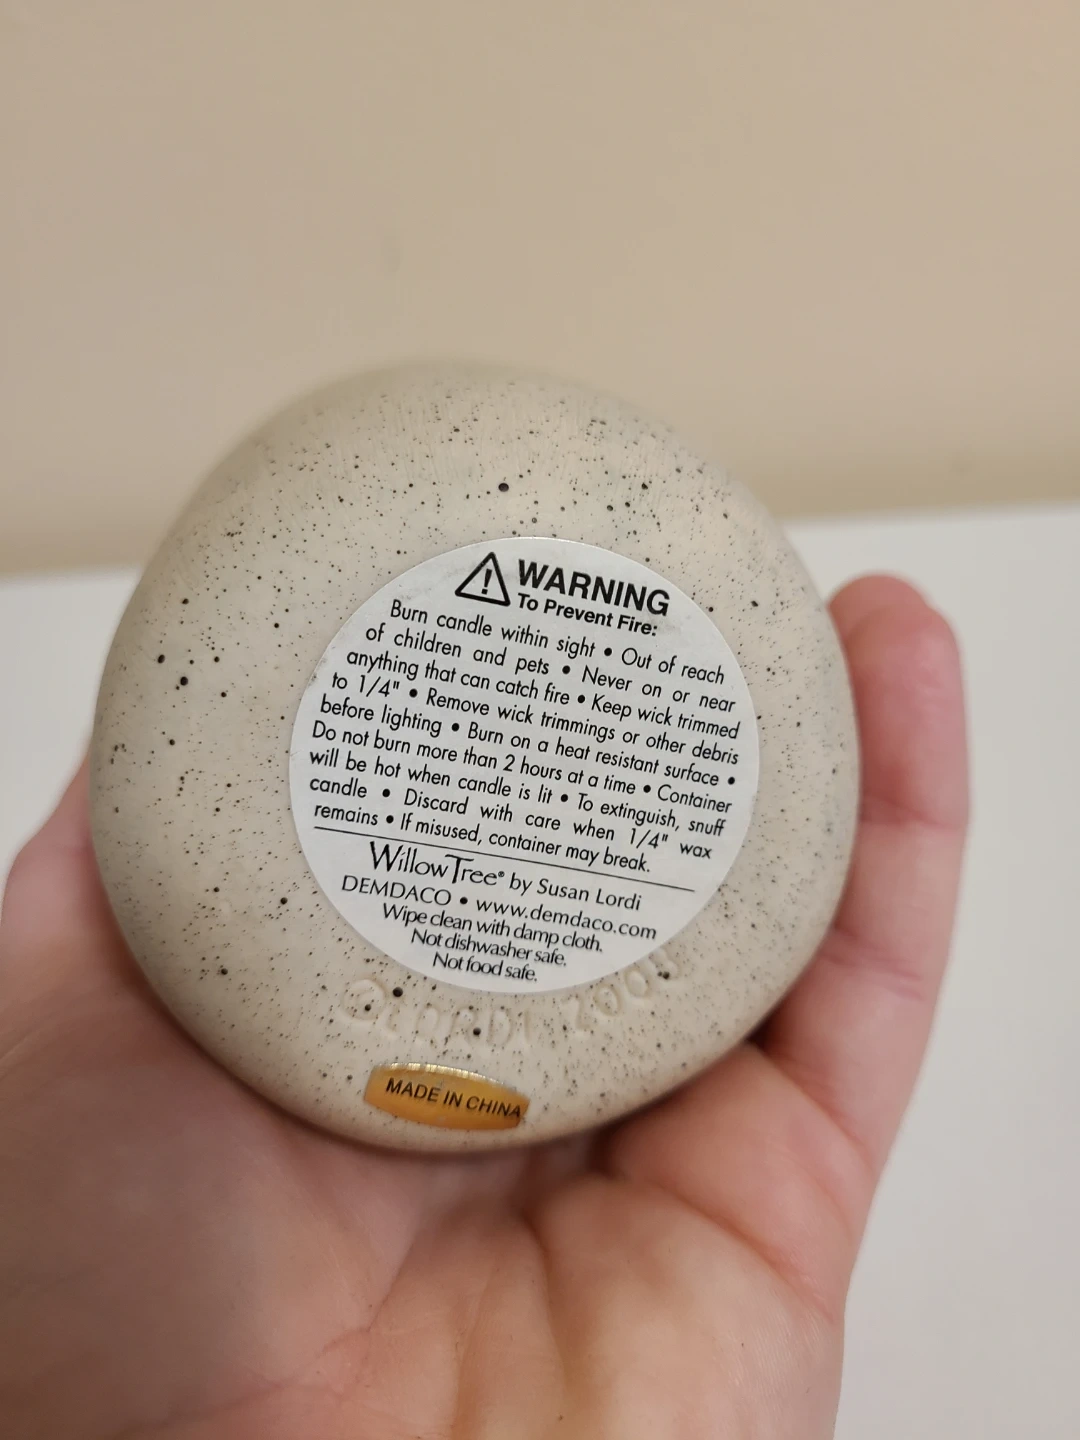 WARNING
To Prevent Fire:
Burn candle within sight • Out of reach
of children and pets • Never on or near
anything that can catch fire • Keep wick trimmed
to 1/4" • Remove wick trimmings or other debris
before lighting • Burn on a heat resistant surface •
Do not burn more than 2 hours at a time • Container
will be hot when candle is lit • To extinguish, snuff
candle • Discard with care when 1/4" wax
remains • If misused, container may break.
Willow Tree® by Susan Lordi
DEMDACO • www.demdaco.com
Wipe clean with damp cloth.
Not dishwasher safe.
Not food safe.
© Lordi 2008
MADE IN CHINA